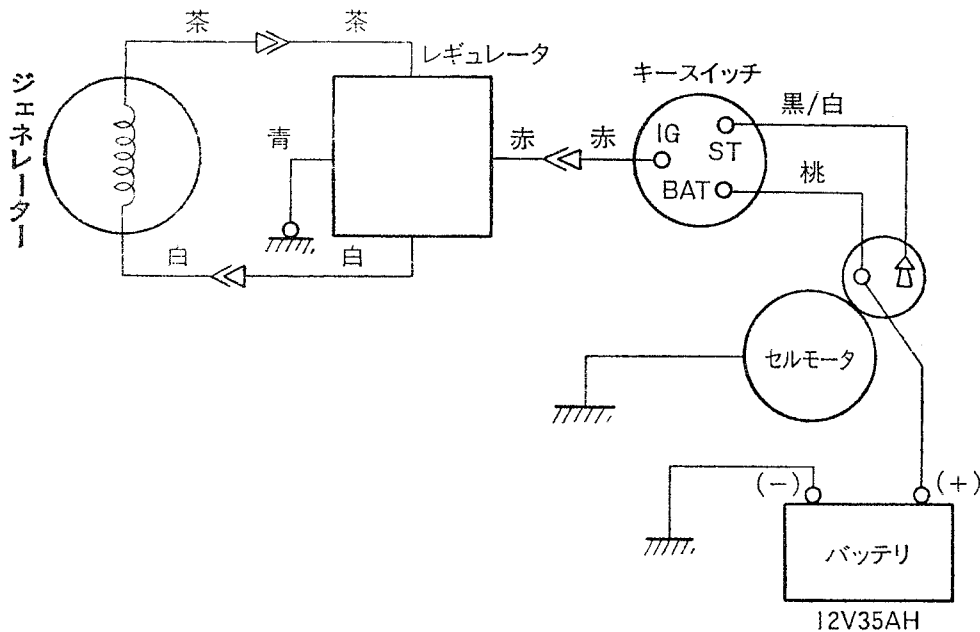 茶
茶
レギュレータ
キースイッチ
ジェネレーター
黒/白
青
赤
赤
IG
ST
BAT
桃
白
白
セルモータ
(−)
(+)
バッテリ
12V35AH